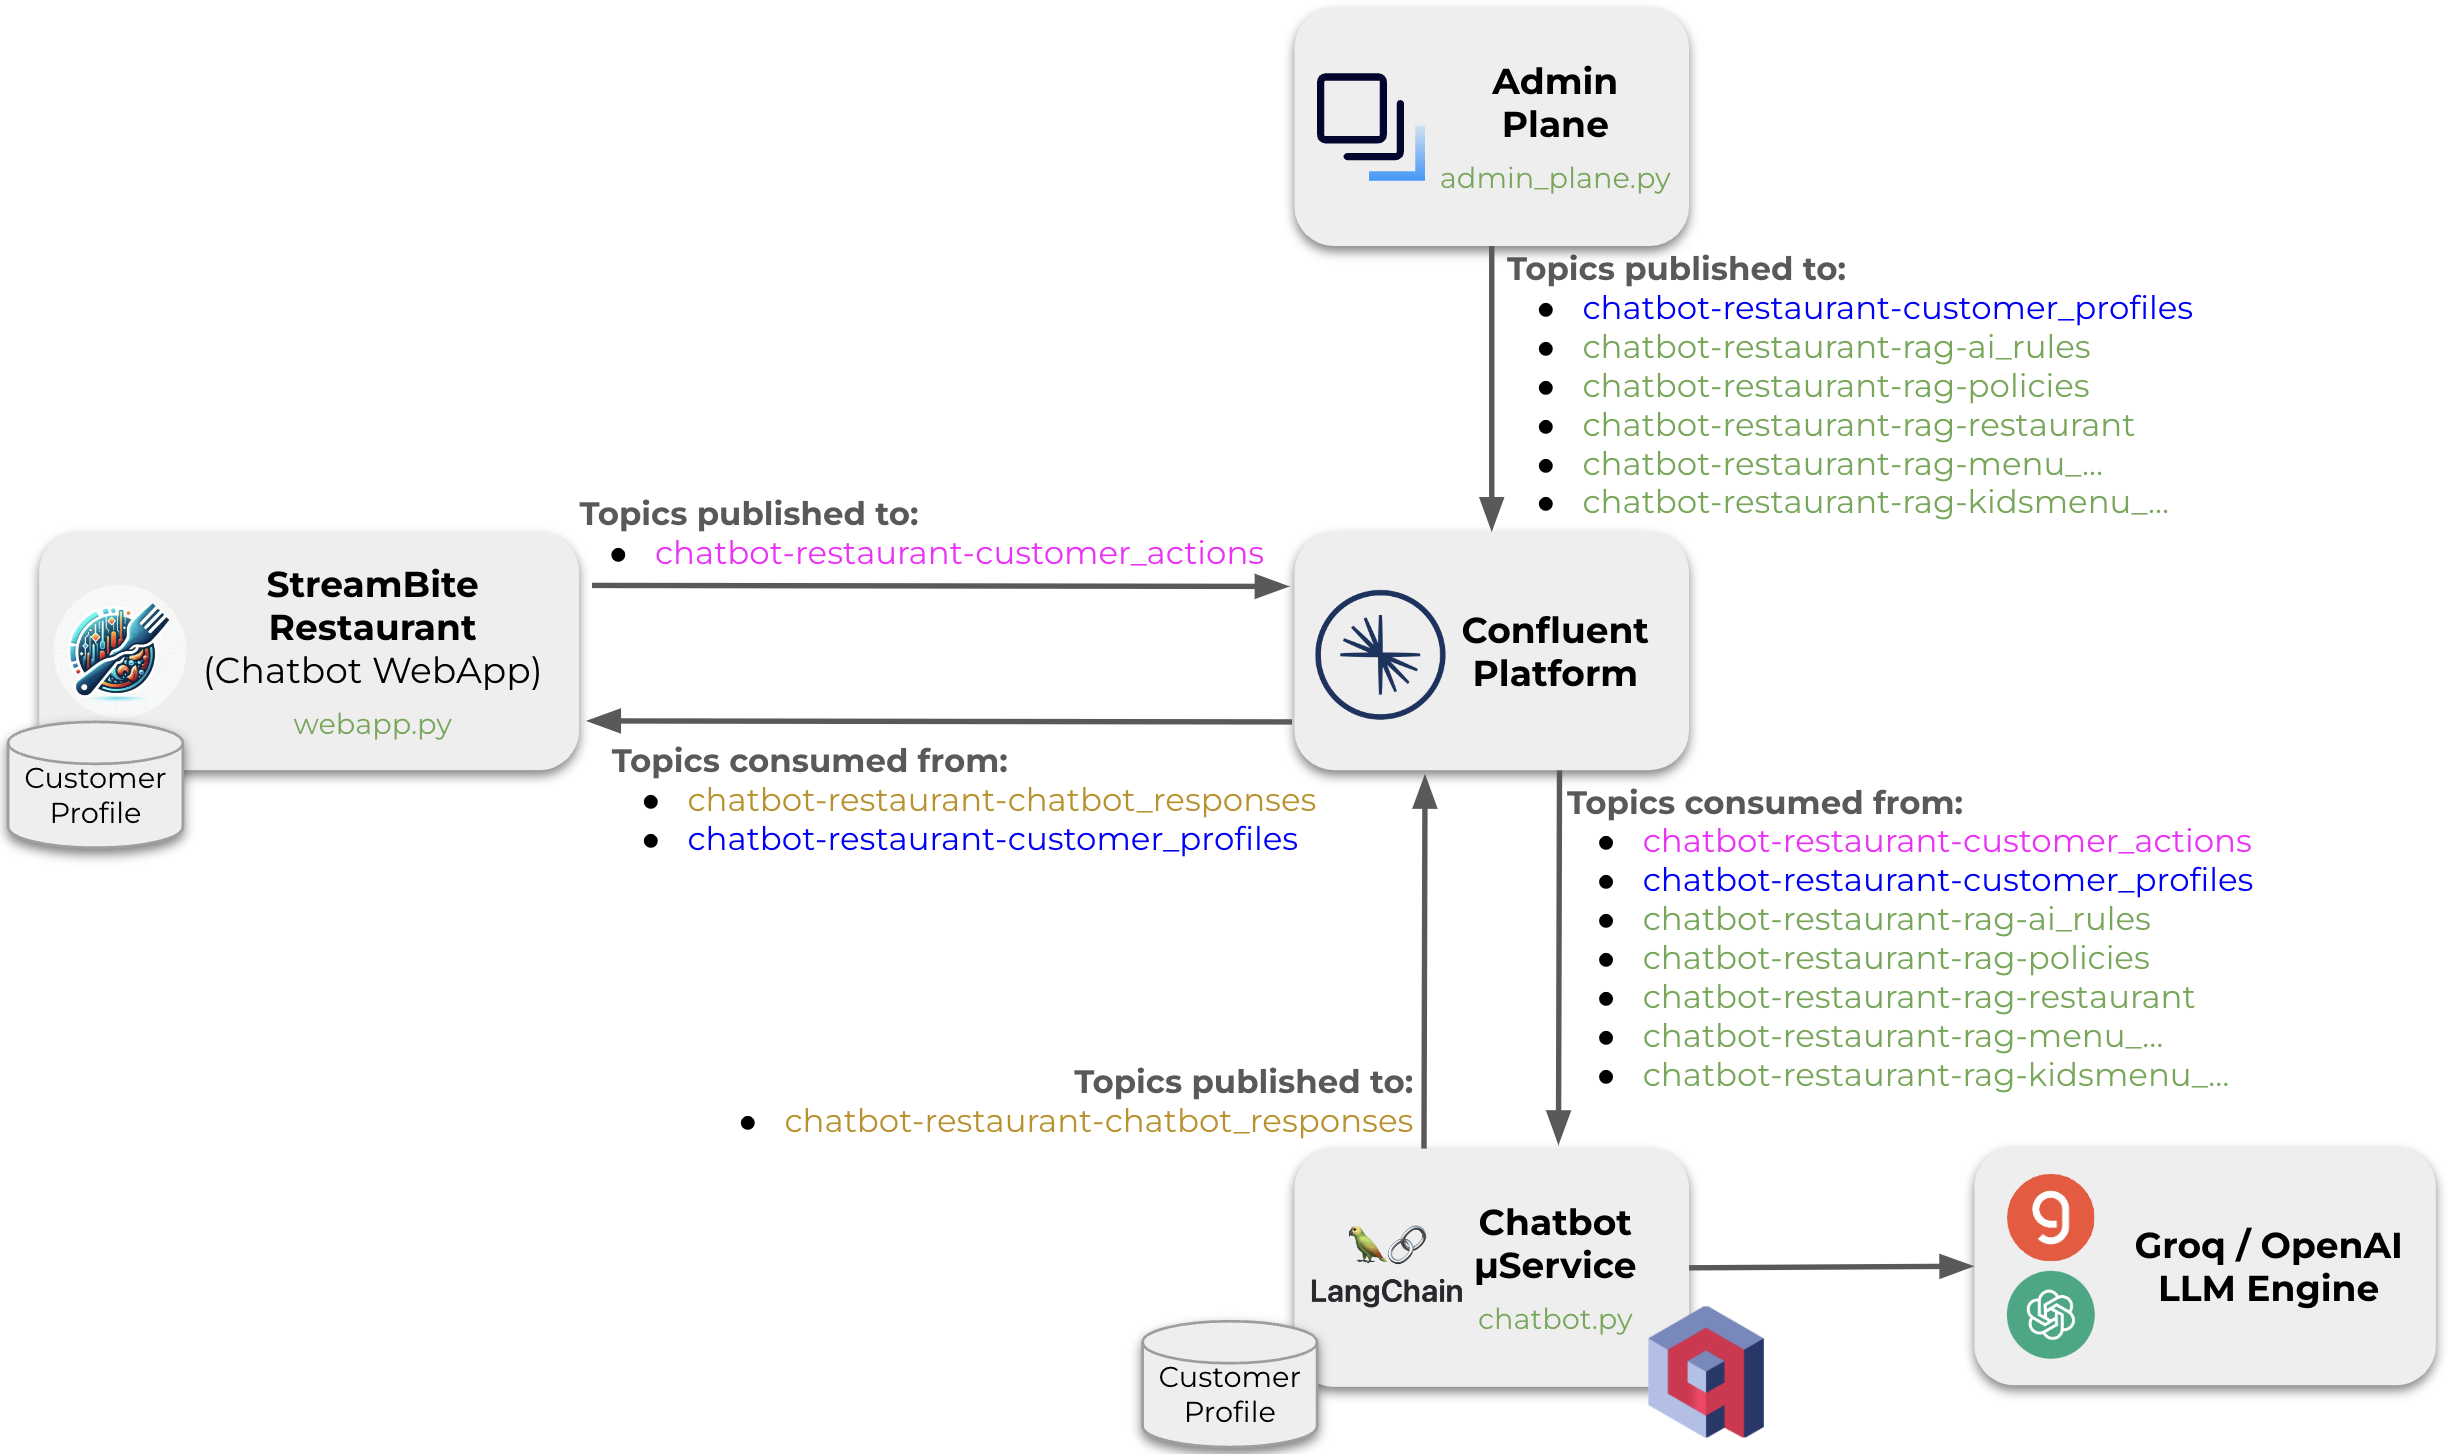 Admin
Plane
admin_plane.py
Topics published to:
● chatbot-restaurant-customer_profiles
● chatbot-restaurant-rag-ai_rules
● chatbot-restaurant-rag-policies
● chatbot-restaurant-rag-restaurant
● chatbot-restaurant-rag-menu_...
● chatbot-restaurant-rag-kidsmenu_...
Topics published to:
● chatbot-restaurant-customer_actions
StreamBite
Restaurant
(Chatbot WebApp)
webapp.py
Customer
Profile
Confluent
Platform
Topics consumed from:
● chatbot-restaurant-chatbot_responses
● chatbot-restaurant-customer_profiles
Topics consumed from:
● chatbot-restaurant-customer_actions
● chatbot-restaurant-customer_profiles
● chatbot-restaurant-rag-ai_rules
● chatbot-restaurant-rag-policies
● chatbot-restaurant-rag-restaurant
● chatbot-restaurant-rag-menu_...
● chatbot-restaurant-rag-kidsmenu_...
Topics published to:
● chatbot-restaurant-chatbot_responses
LangChain
Chatbot
µService
chatbot.py
Customer
Profile
Groq / OpenAI
LLM Engine